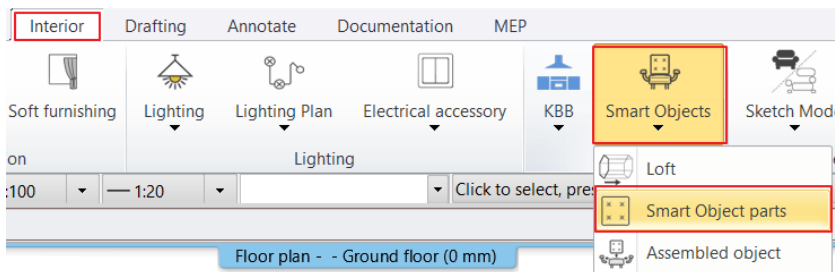 Interior Drafting Annotate Documentation MEP
Soft furnishing Lighting Lighting Plan Electrical accessory KBB Smart Objects Sketch Mod
on Lighting
:100 1:20 Click to select, pres
Loft
Smart Object parts
Floor plan - - Ground floor (0 mm)
Assembled object